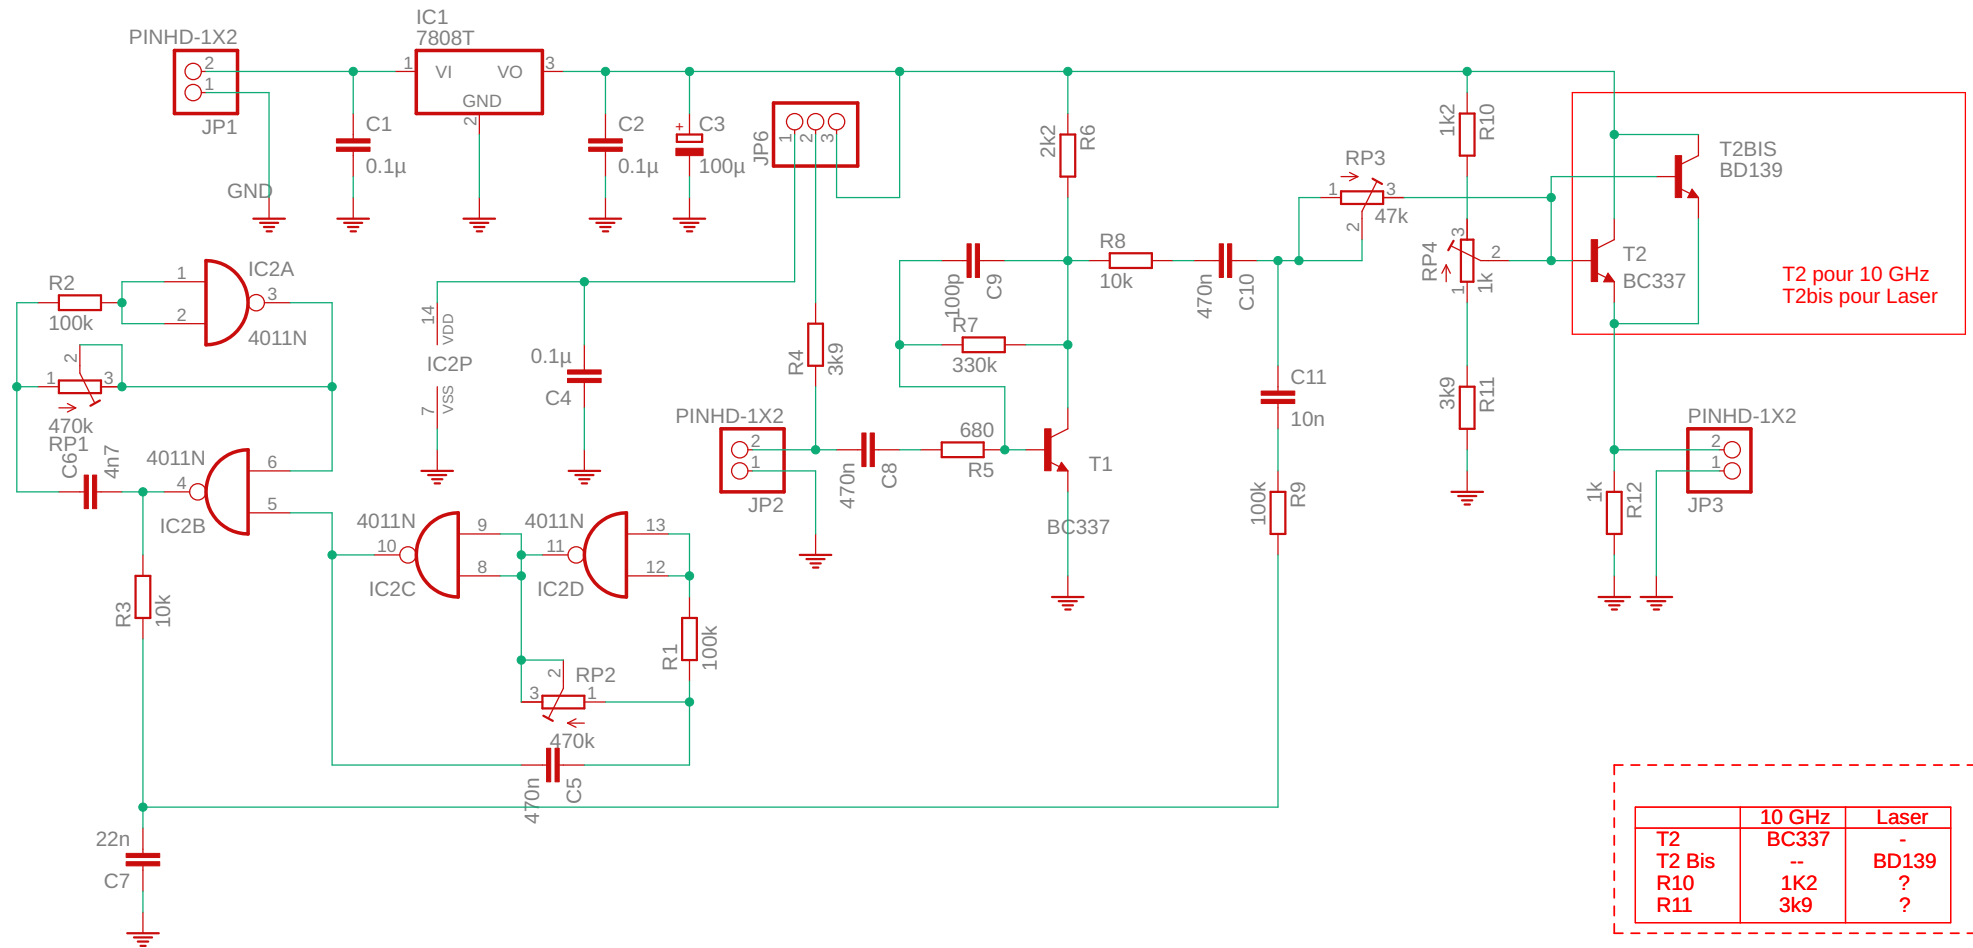 PINHD-1X2
2
1
JP1
GND
IC1
7808T
1
VI
VO
3
GND
2
C1
0.1µ
C2
0.1µ
+
C3
100µ
JP6
1
2
3
2k2
R6
1k2
R10
RP3
1
3
2
47k
T2BIS
BD139
R2
100k
1
2
IC2A
3
4011N
2
1
3
470k
RP1
C6
4n7
4011N
4
IC2B
6
5
14
VDD
IC2P
7
VSS
0.1µ
C4
R4
3k9
100p
C9
R7
330k
R8
10k
470n
C10
RP4
3
2
1
1k
T2
BC337
T2 pour 10 GHz
T2bis pour Laser
PINHD-1X2
2
1
JP2
470n
C8
680
R5
T1
BC337
C11
10n
100k
R9
3k9
R11
PINHD-1X2
2
1
JP3
1k
R12
4011N
10
IC2C
9
8
4011N
11
IC2D
13
12
R3
10k
R1
100k
2
RP2
3
1
470k
470n
C5
22n
C7
10 GHz Laser
T2 BC337 -
T2 Bis -- BD139
R10 1K2 ?
R11 3k9 ?